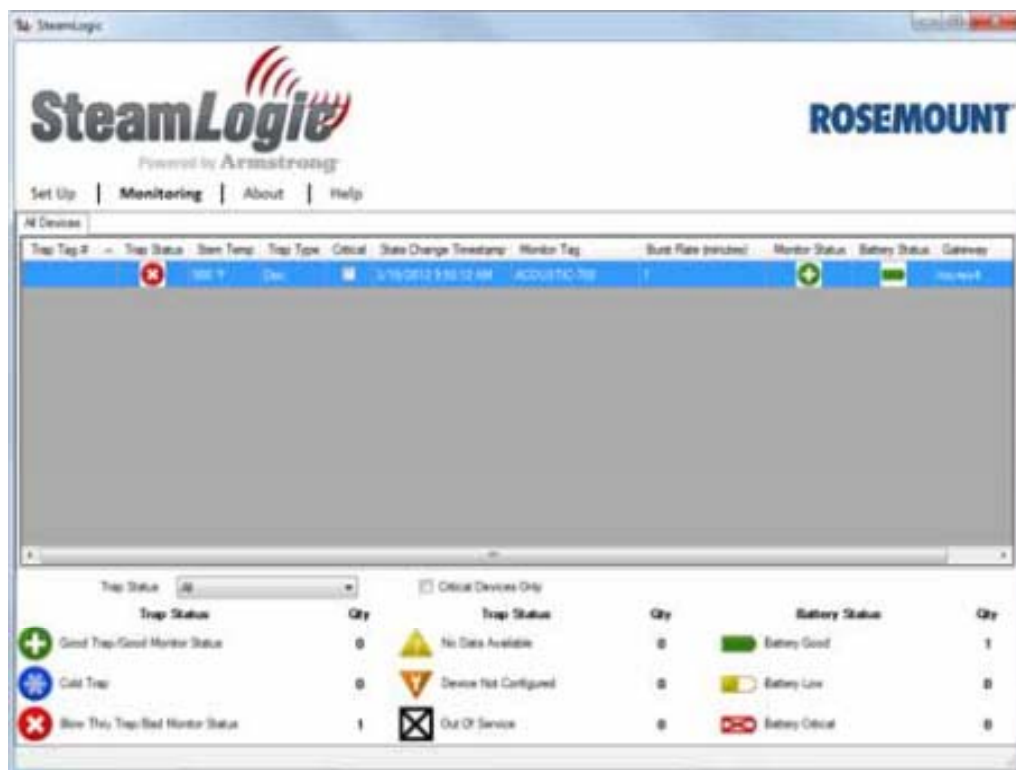 SteamLogic
SteamLogic
Powered by Armstrong
ROSEMOUNT
Set Up | Monitoring | About | Help
All Devices
Trap Tag # Trap Status Stem Temp Trap Type Critical State Change Timestamp Monitor Tag Burst Rate (minutes) Monitor Status Battery Status Gateway
Disc ACOUSTIC-700 1
Trap Status All Critical Devices Only
Trap Status Qty Trap Status Qty Battery Status Qty
Good Trap/Good Monitor Status 0 No Data Available 0 Battery Good 1
Cold Trap 0 Device Not Configured 0 Battery Low 0
Blow Thru Trap/Bad Monitor Status 1 Out Of Service 0 Battery Critical 0